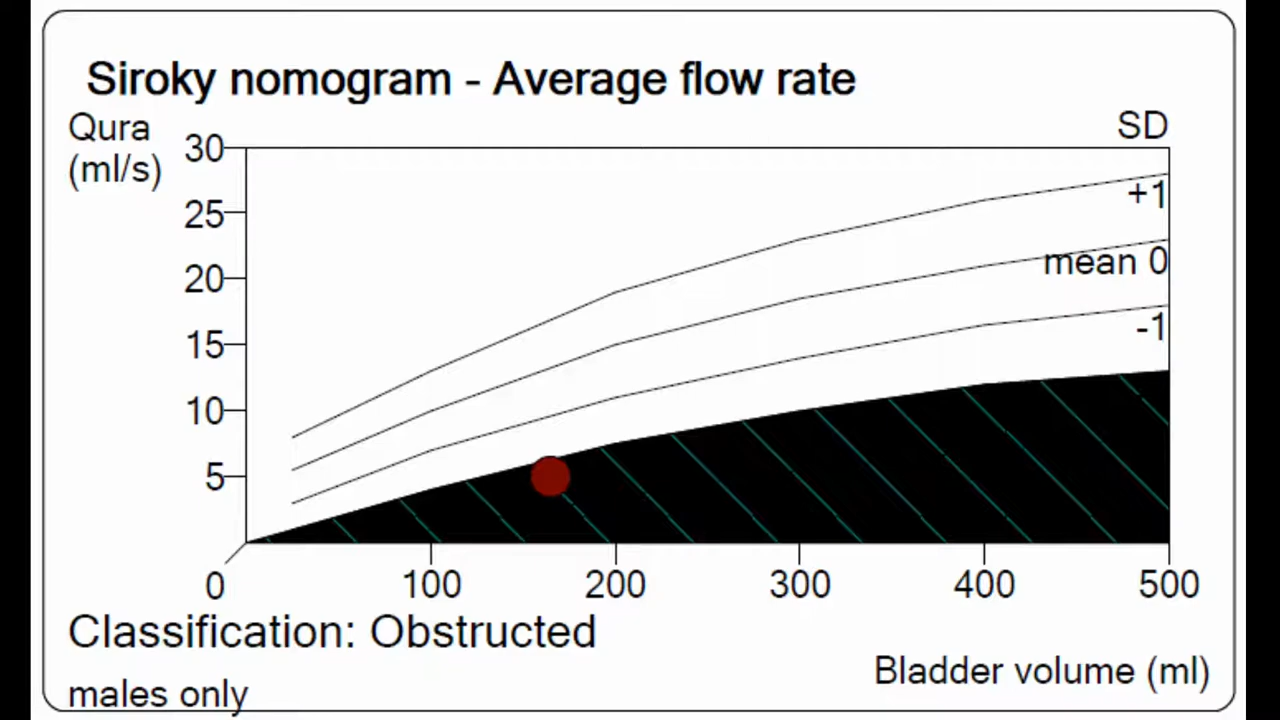 Siroky nomogram - Average flow rate
Qura
(ml/s)
SD
30
25
20
15
10
5
+1
mean 0
-1
0
100
200
300
400
500
Classification: Obstructed
Bladder volume (ml)
males only